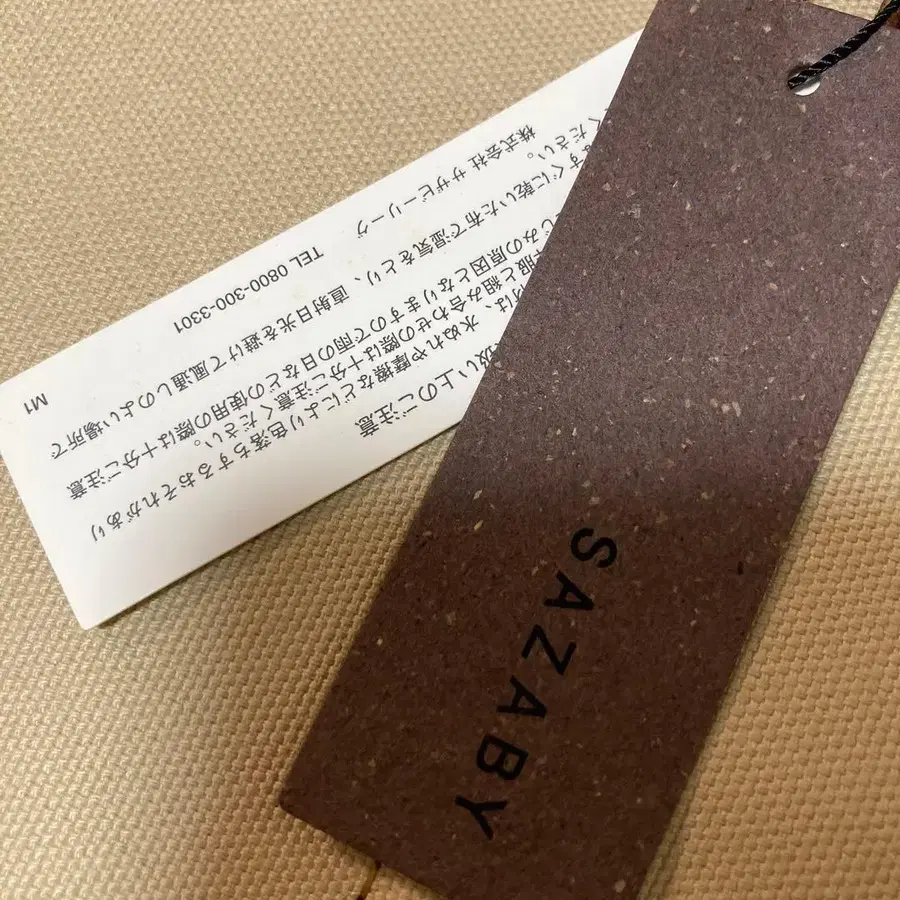 扱い上のご注意
は、水ぬれや摩擦などにより色落ちするおそれがあり
服と組み合わせの際は十分ご注意ください。
じみの原因となりますので雨の日などの使用の際は十分ご注意
すぐに乾いた布で湿気をとり、直射日光を避けて風通しのよい場所で
ください。
株式会社 サザビーリーグ TEL 0800-300-3301
M1
SAZABY